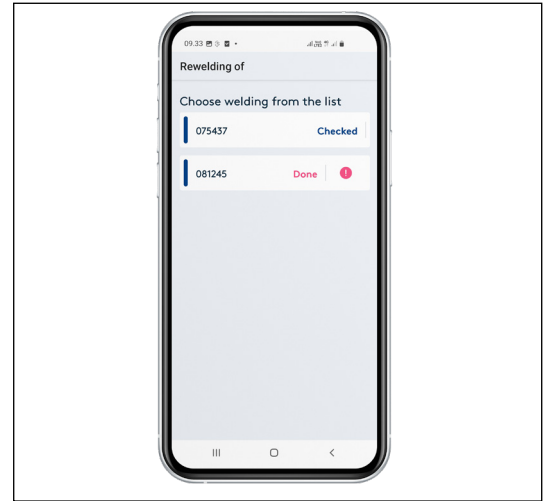 09.33
Rewelding of
Choose welding from the list
075437 Checked
081245 Done !